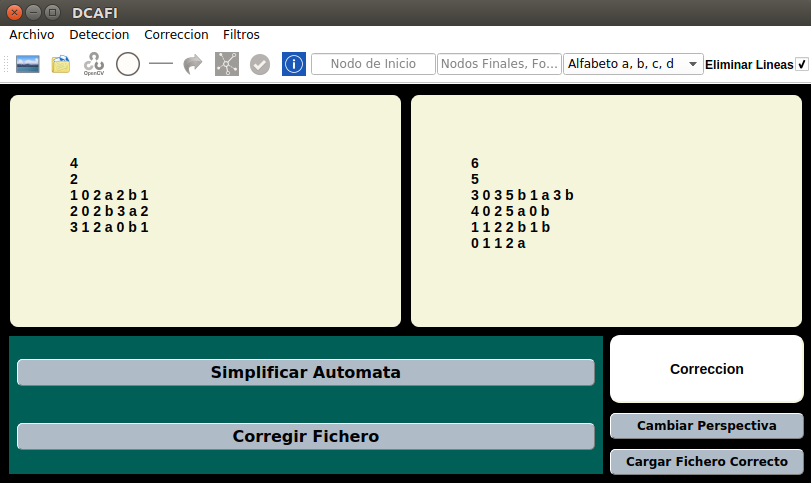 DCAFI
Archivo Deteccion Correccion Filtros
OpenCV Nodo de Inicio Nodos Finales, Fo... Alfabeto a, b, c, d Eliminar Lineas
4
2
1 0 2 a 2 b 1
2 0 2 b 3 a 2
3 1 2 a 0 b 1
6
5
3 0 3 5 b 1 a 3 b
4 0 2 5 a 0 b
1 1 2 2 b 1 b
0 1 1 2 a
Simplificar Automata
Corregir Fichero
Correccion
Cambiar Perspectiva
Cargar Fichero Correcto